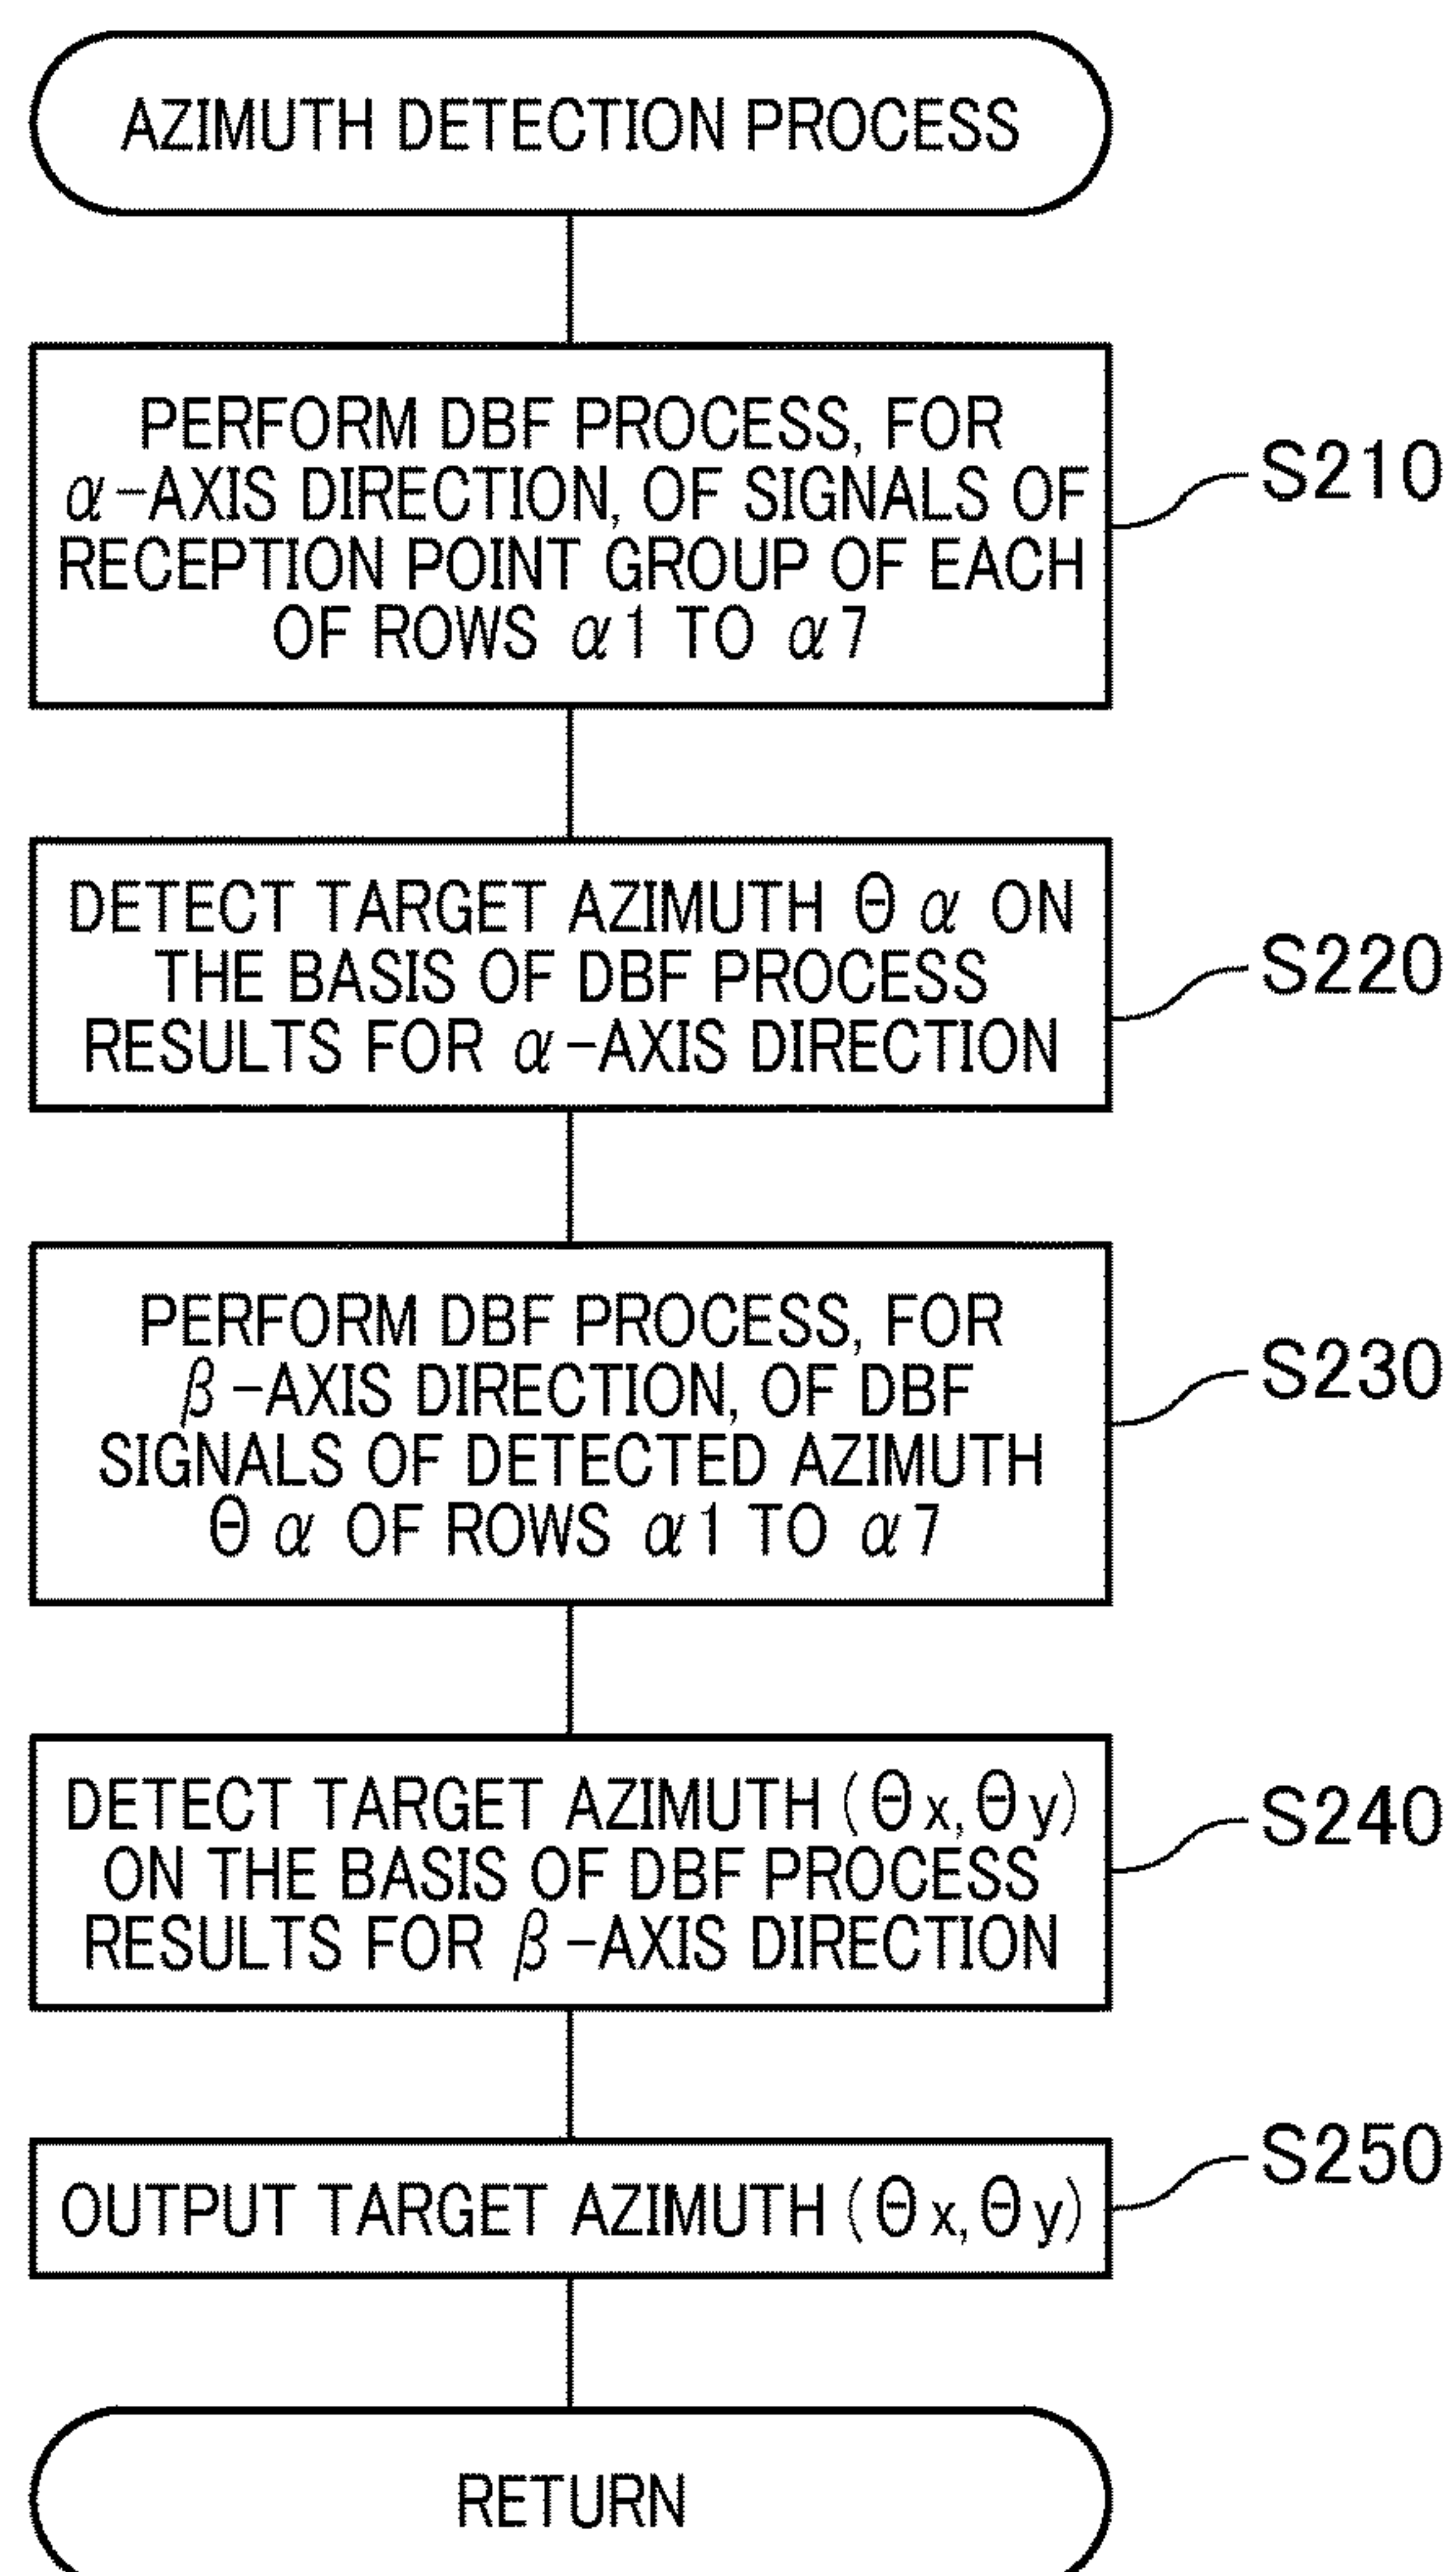 AZIMUTH DETECTION PROCESS
PERFORM DBF PROCESS, FOR
α-AXIS DIRECTION, OF SIGNALS OF
RECEPTION POINT GROUP OF EACH
OF ROWS α1 TO α7
S210
DETECT TARGET AZIMUTH Θα ON
THE BASIS OF DBF PROCESS
RESULTS FOR α-AXIS DIRECTION
S220
PERFORM DBF PROCESS, FOR
β-AXIS DIRECTION, OF DBF
SIGNALS OF DETECTED AZIMUTH
Θα OF ROWS α1 TO α7
S230
DETECT TARGET AZIMUTH (Θx, Θy)
ON THE BASIS OF DBF PROCESS
RESULTS FOR β-AXIS DIRECTION
S240
OUTPUT TARGET AZIMUTH (Θx, Θy)
S250
RETURN